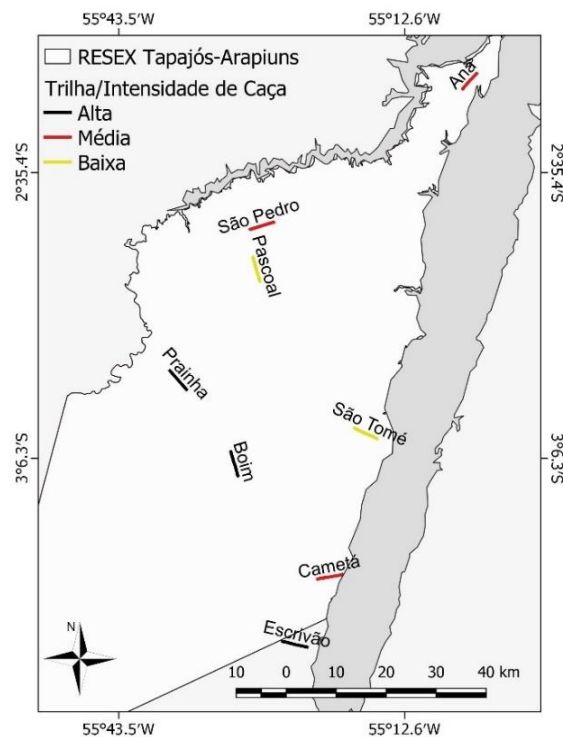 55°43.5'W 55°12.6'W
RESEX Tapajós-Arapiuns
Trilha/Intensidade de Caça
Alta
Média
Baixa
Anã
2°35.4'S 2°35.4'S
São Pedro
Pascoal
Prainha
São Tomé
Boim
3°6.3'S 3°6.3'S
Cametá
Escrivão
N
10 0 10 20 30 40 km
55°43.5'W 55°12.6'W